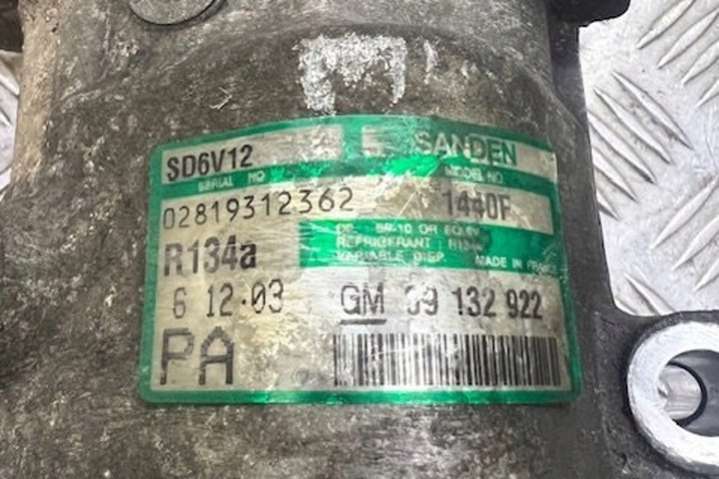 SD6V12 SANDEN
SERIAL NO MODEL NO
02819312362 1440F
REFRIGERANT : R134a
R134a
VARIABLE DISP. MADE IN FRANCE
6 12·03 GM 09 132 922
PA